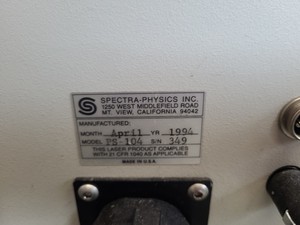 SPECTRA-PHYSICS INC.
1250 WEST MIDDLEFIELD ROAD
MT. VIEW, CALIFORNIA 94042
MANUFACTURED:
MONTH April YR 1994
MODEL PS-104 S/N 349
THIS LASER PRODUCT COMPLIES
WITH 21 CFR 1040 AS APPLICABLE
MADE IN U.S.A.